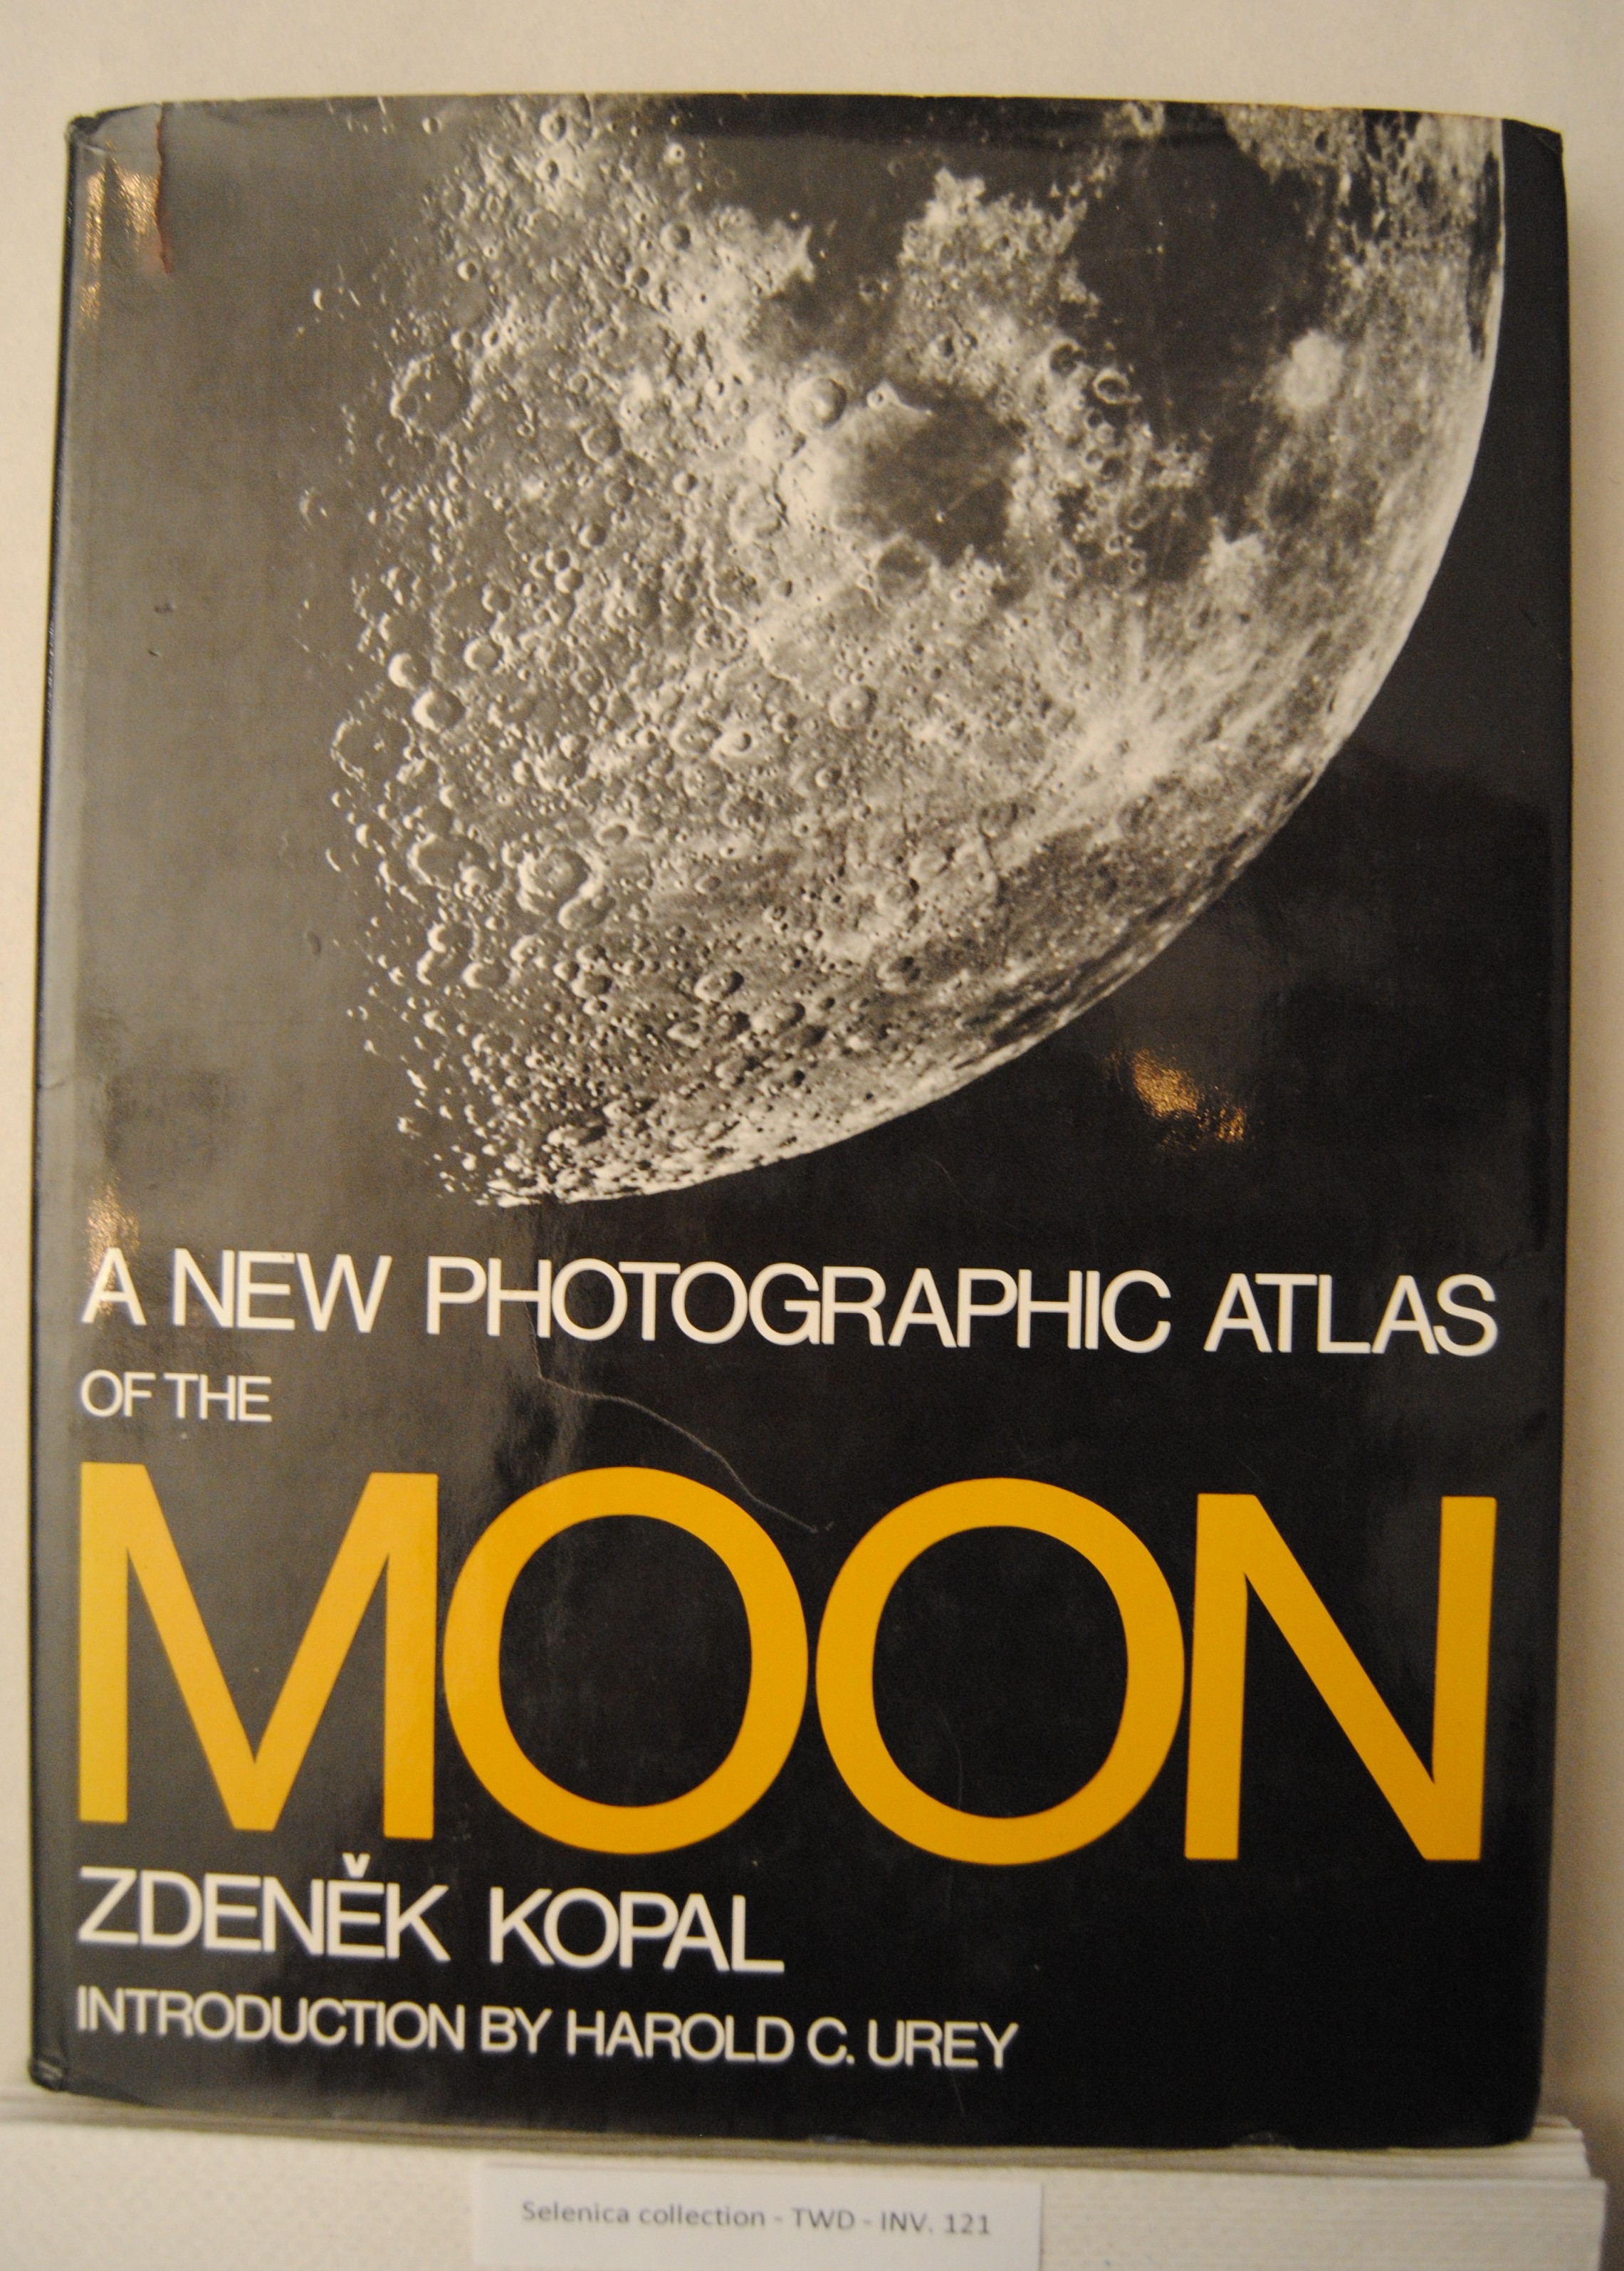 A NEW PHOTOGRAPHIC ATLAS
OF THE
MOON
ZDENĚK KOPAL
INTRODUCTION BY HAROLD C. UREY
Selenica collection - TWD - INV. 121